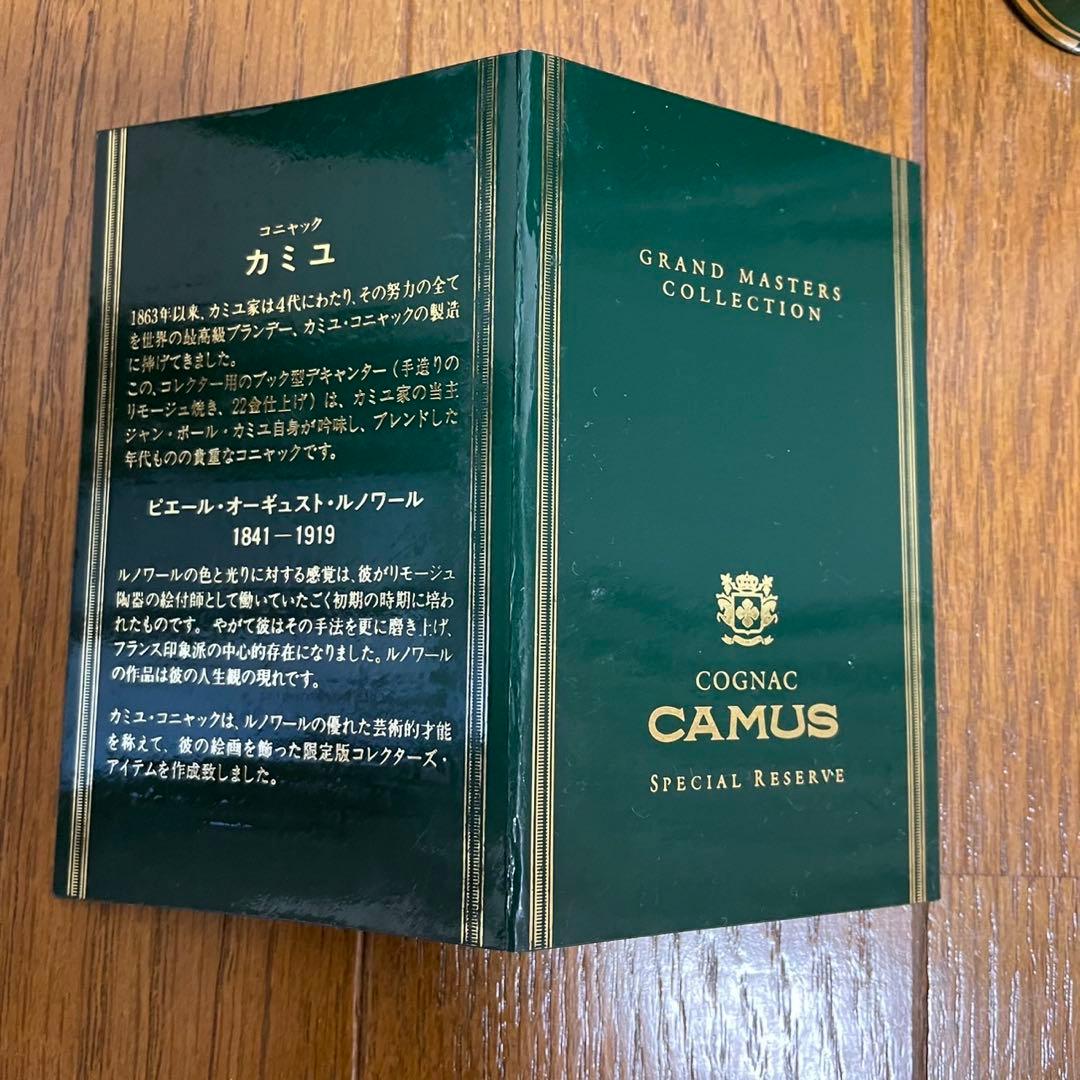 コニャック
カミユ
1863年以来、カミユ家は4代にわたり、その努力の全て
を世界の最高級ブランデー、カミユ・コニャックの製造
に捧げてきました。
この、コレクター用のブック型デキャンター(手造りの
リモージュ焼き、22金仕上げ)は、カミユ家の当主
ジャン・ポール・カミユ自身が吟味し、ブレンドした
年代ものの貴重なコニャックです。
ピエール・オーギュスト・ルノワール
1841－1919
ルノワールの色と光りに対する感覚は、彼がリモージュ
陶器の絵付師として働いていたごく初期の時期に培わ
れたものです。やがて彼はその手法を更に磨き上げ、
フランス印象派の中心的存在になりました。ルノワール
の作品は彼の人生観の現れです。
カミユ・コニャックは、ルノワールの優れた芸術的才能
を称えて、彼の絵画を飾った限定版コレクターズ・
アイテムを作成致しました。
GRAND MASTERS
COLLECTION
COGNAC
CAMUS
SPECIAL RESERVE